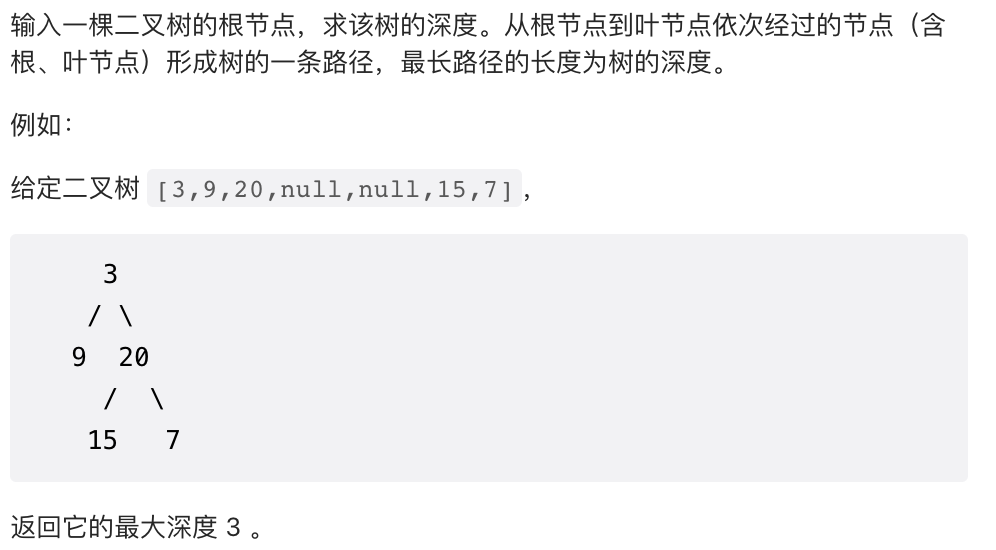 输入一棵二叉树的根节点，求该树的深度。从根节点到叶节点依次经过的节点（含
根、叶节点）形成树的一条路径，最长路径的长度为树的深度。
例如：
给定二叉树 [3,9,20,null,null,15,7]，
3
/ \
9 20
/ \
15 7
返回它的最大深度 3 。